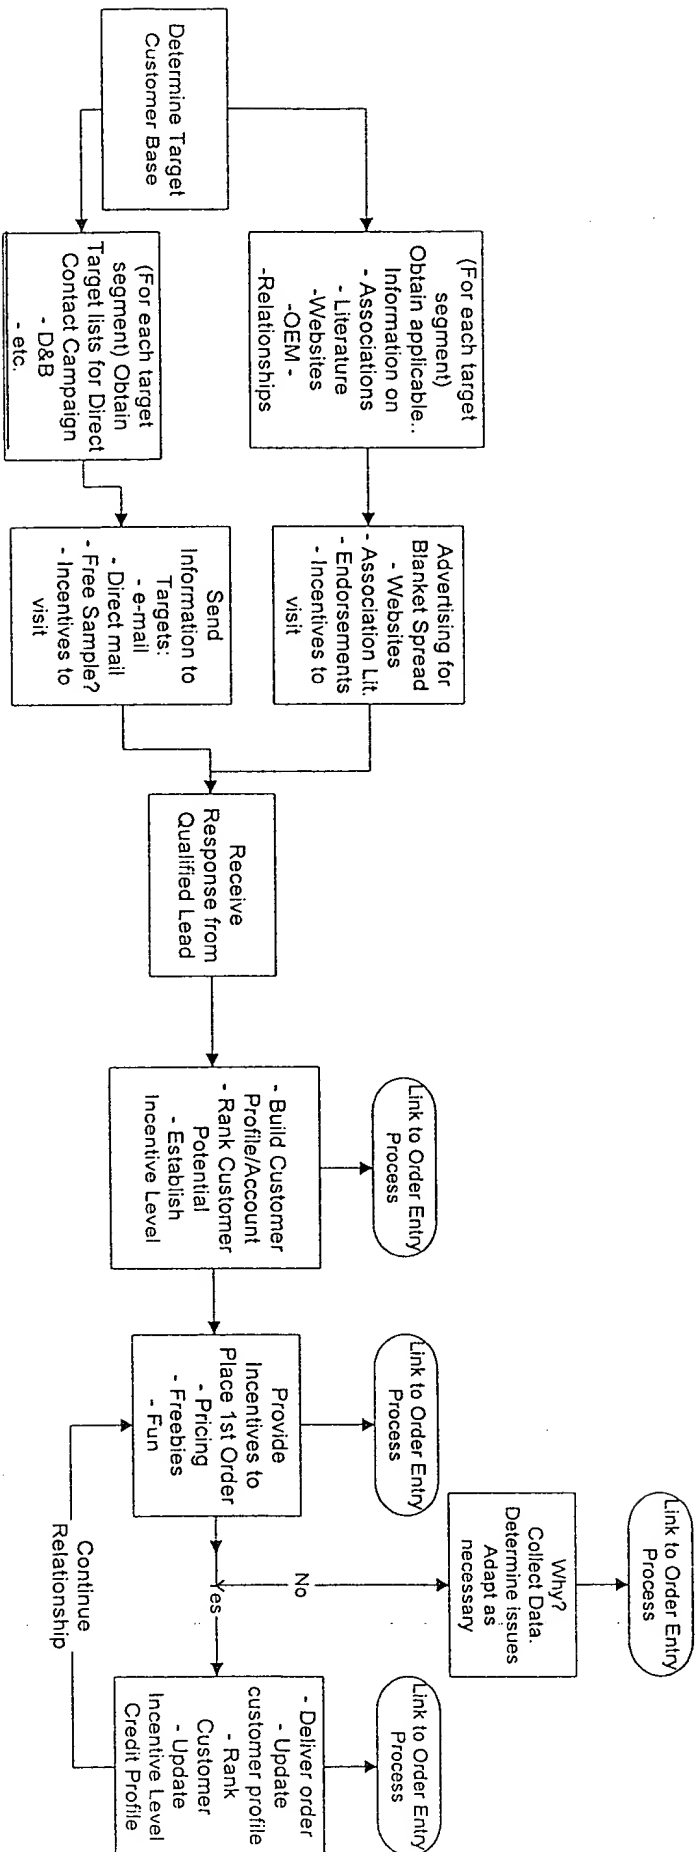 Determine Target
Customer Base
(For each target
segment)
Obtain applicable..
Information on
- Associations
- Literature
-Websites
-OEM -
-Relationships
(For each target
segment) Obtain
Target lists for Direct
Contact Campaign
- D&B
- etc.
Advertising for
Blanket Spread
- Websites
- Association Lit.
- Endorsements
- Incentives to
visit
Send
Information to
Targets:
- e-mail
- Direct mail
- Free Sample?
- Incentives to
visit
Receive
Response from
Qualified Lead
Link to Order Entry
Process
- Build Customer
Profile/Account
- Rank Customer
Potential
- Establish
Incentive Level
Link to Order Entry
Process
Provide
Incentives to
Place 1st Order
- Pricing
- Freebies
- Fun
Link to Order Entry
Process
Why?
Collect Data.
Determine issues
Adapt as
necessary
No
Yes
Continue
Relationship
Link to Order Entry
Process
- Deliver order
- Update
customer profile
- Rank
Customer
- Update
Incentive Level
Credit Profile